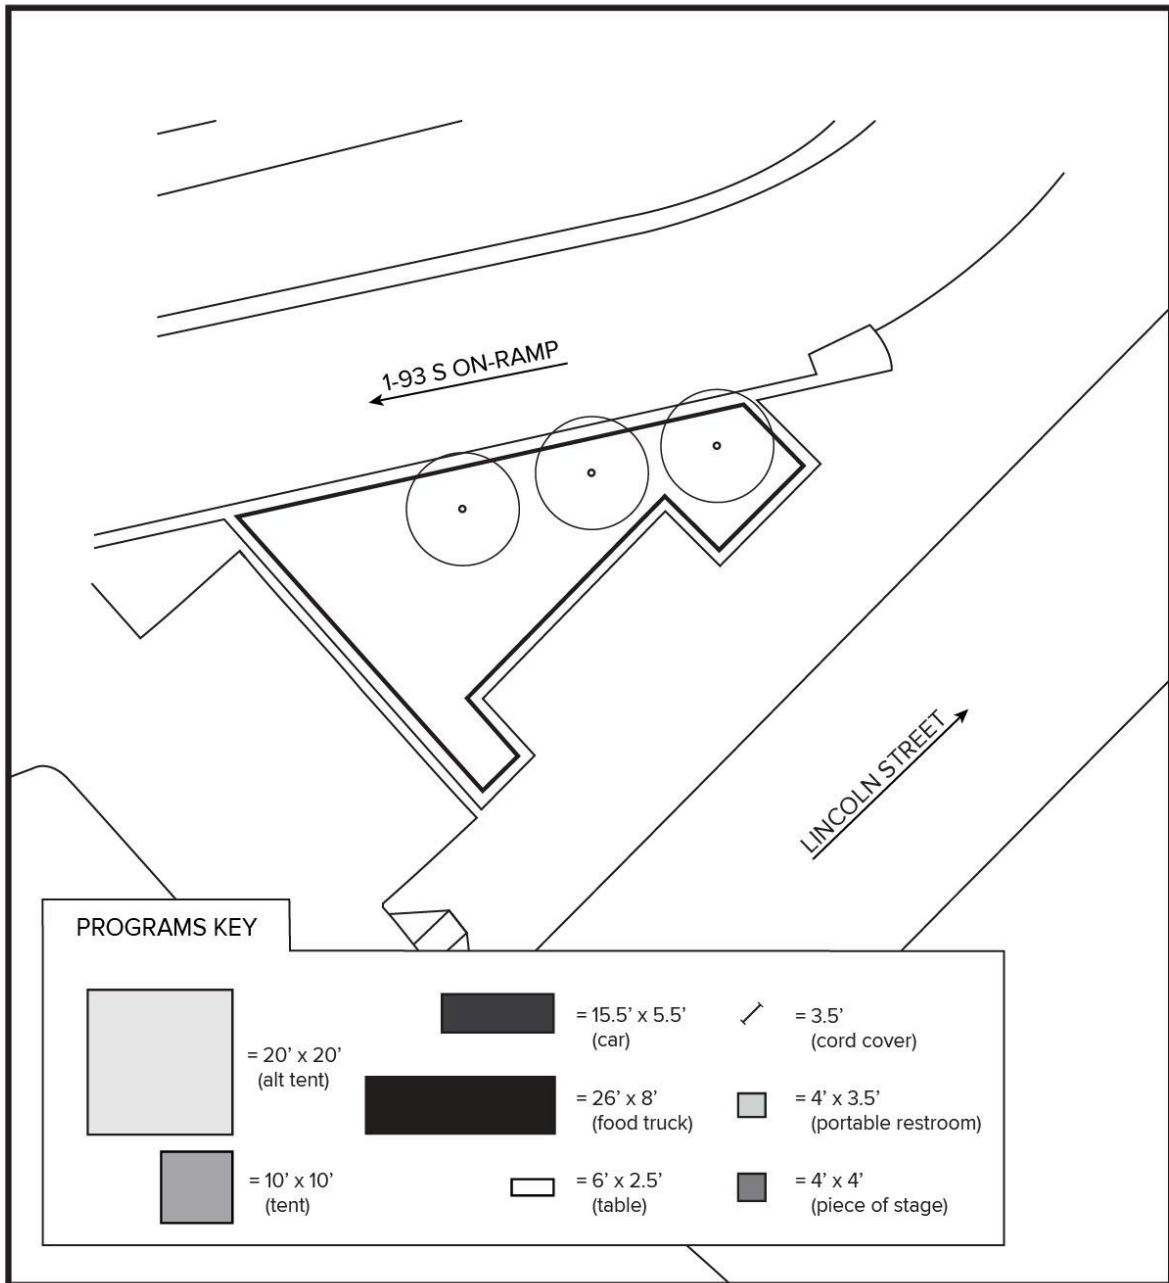 1-93 S ON-RAMP
LINCOLN STREET
PROGRAMS KEY
= 20’ x 20’
(alt tent)
= 10’ x 10’
(tent)
= 15.5’ x 5.5’
(car)
= 26’ x 8’
(food truck)
= 6’ x 2.5’
(table)
= 3.5’
(cord cover)
= 4’ x 3.5’
(portable restroom)
= 4’ x 4’
(piece of stage)